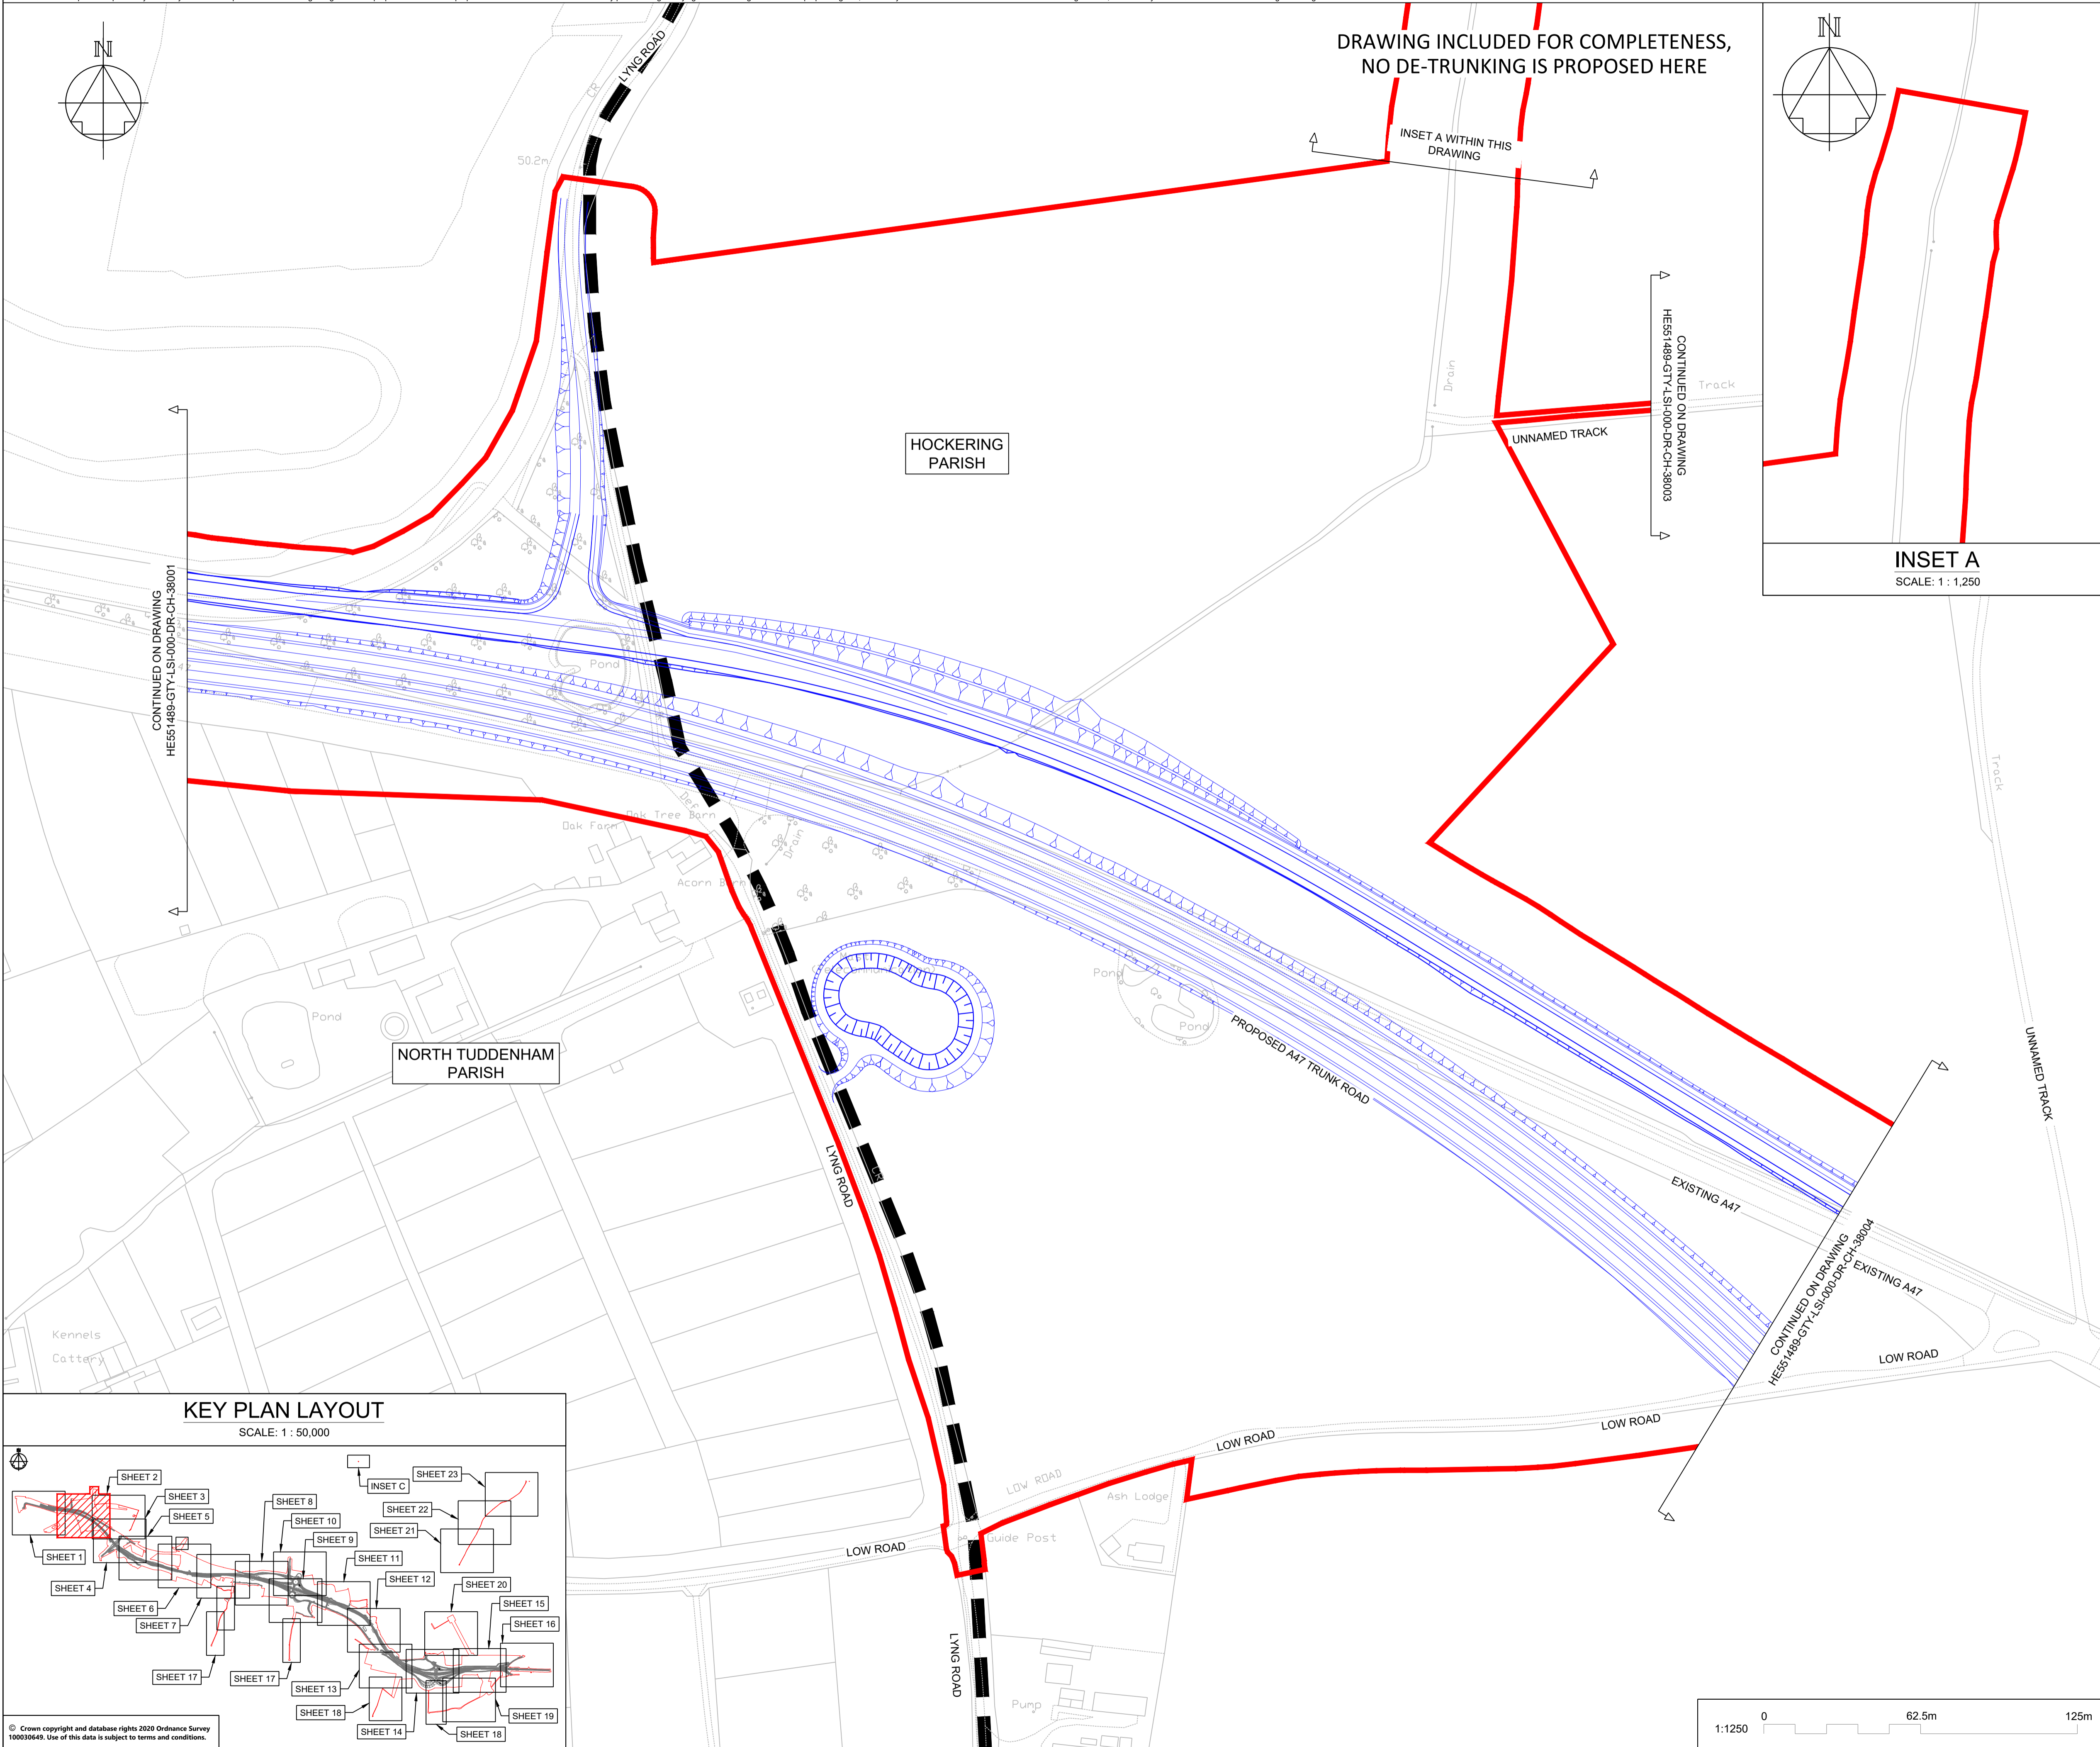 N
LYNG ROAD
CR
50.2m
DRAWING INCLUDED FOR COMPLETENESS,
NO DE-TRUNKING IS PROPOSED HERE
INSET A WITHIN THIS
DRAWING
N
INSET A
SCALE: 1 : 1,250
CONTINUED ON DRAWING
HE551489-GTY-LSI-000-DR-CH-38003
Drain
Track
UNNAMED TRACK
HOCKERING
PARISH
CONTINUED ON DRAWING
HE551489-GTY-LSI-000-DR-CH-38001
Pond
Def
Drain
Oak Tree Barn
Oak Farm
Acorn Barn
Track
Pond
NORTH TUDDENHAM
PARISH
Pond
Pond
PROPOSED A47 TRUNK ROAD
UNNAMED TRACK
LYNG ROAD
CR
EXISTING A47
EXISTING A47
CONTINUED ON DRAWING
HE551489-GTY-LSI-000-DR-CH-38004
LOW ROAD
LOW ROAD
LOW ROAD
LOW ROAD
Ash Lodge
Guide Post
LOW ROAD
LYNG ROAD
Pump
Kennels
Cattery
KEY PLAN LAYOUT
SCALE: 1 : 50,000
SHEET 2
SHEET 3
SHEET 5
SHEET 1
SHEET 4
SHEET 6
SHEET 7
SHEET 8
SHEET 10
SHEET 9
SHEET 11
SHEET 12
INSET C
SHEET 23
SHEET 22
SHEET 21
SHEET 20
SHEET 15
SHEET 16
SHEET 17
SHEET 17
SHEET 13
SHEET 18
SHEET 14
SHEET 18
SHEET 19
© Crown copyright and database rights 2020 Ordnance Survey
100030649. Use of this data is subject to terms and conditions.
1:1250
0
62.5m
125m